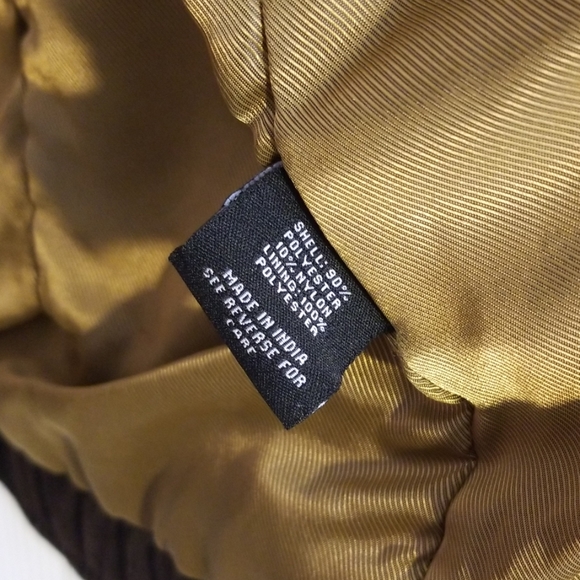 SHELL: 90%
POLYESTER
10% NYLON
LINING: 100%
POLYESTER
MADE IN INDIA
SEE REVERSE FOR
CARE